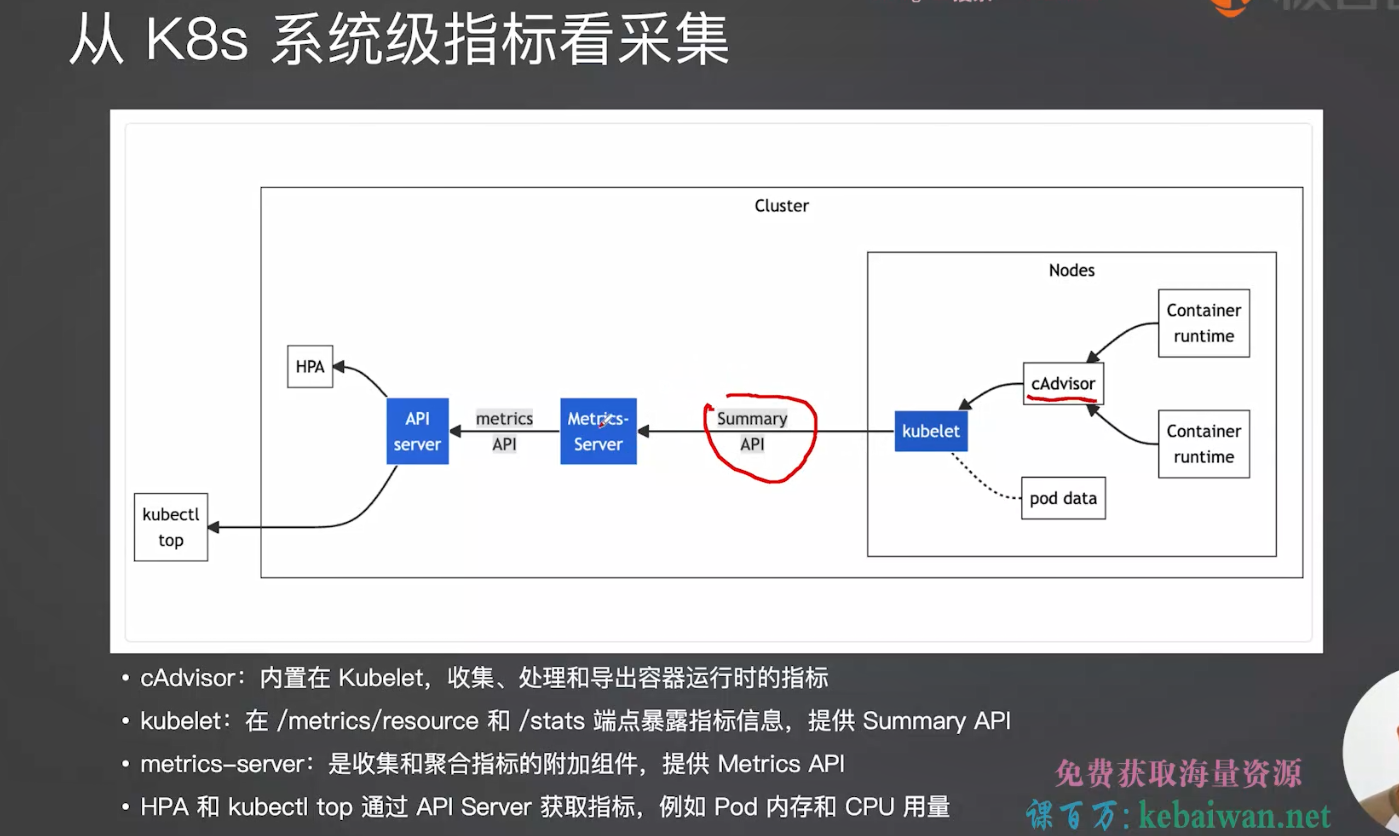 从 K8s 系统级指标看采集
Cluster
Nodes
Container
runtime
HPA
cAdvisor
API
server
metrics
API
Metrics-
Server
Summary
API
kubelet
Container
runtime
pod data
kubectl
top
• cAdvisor：内置在 Kubelet，收集、处理和导出容器运行时的指标
• kubelet：在 /metrics/resource 和 /stats 端点暴露指标信息，提供 Summary API
• metrics-server：是收集和聚合指标的附加组件，提供 Metrics API
• HPA 和 kubectl top 通过 API Server 获取指标，例如 Pod 内存和 CPU 用量
免费获取海量资源
课百万:kebaiwan.net